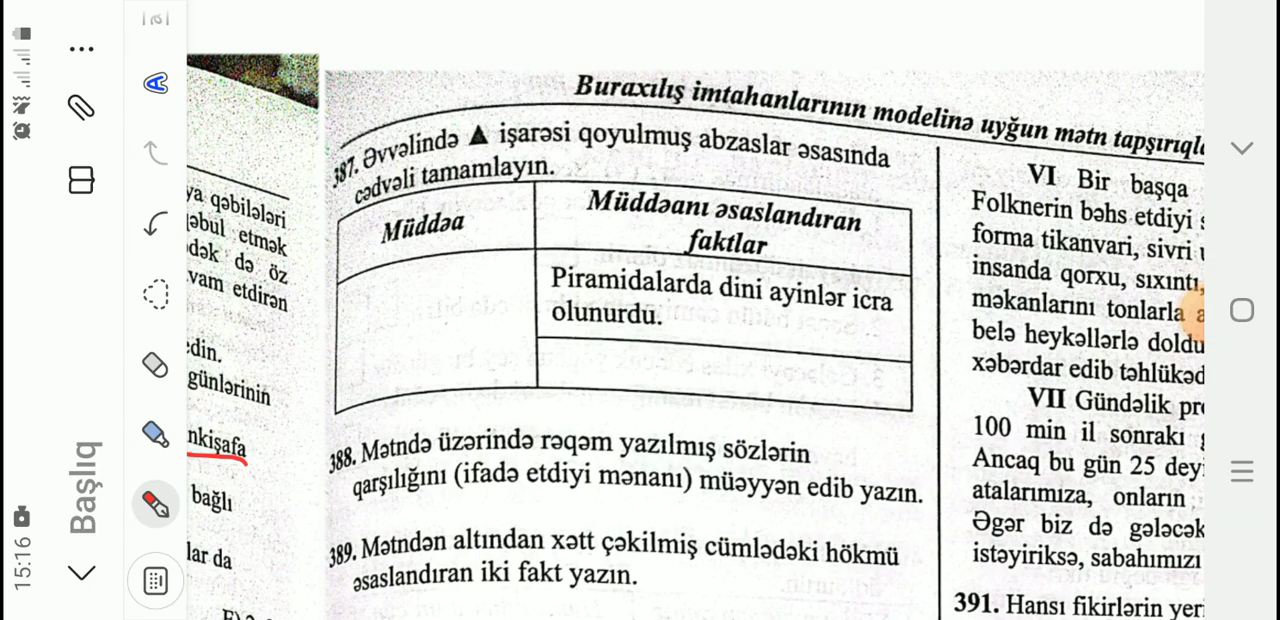 15:16
Başlıq
ya qəbilələri
qəbul etmək
dək də öz
vam etdirən
edin.
günlərinin
nkişafa
bağlı
lar da
Buraxılış imtahanlarının modelinə uyğun mətn tapşırıqla
387. Əvvəlində ▲ işarəsi qoyulmuş abzaslar əsasında
cədvəli tamamlayın.
Müddəa
Müddəanı əsaslandıran
faktlar
Piramidalarda dini ayinlər icra
olunurdu.
388. Mətndə üzərində rəqəm yazılmış sözlərin
qarşılığını (ifadə etdiyi mənanı) müəyyən edib yazın.
389. Mətndən altından xətt çəkilmiş cümlədəki hökmü
əsaslandıran iki fakt yazın.
VI Bir başqa
Folknerin bəhs etdiyi s
forma tikanvari, sivri u
insanda qorxu, sıxıntı,
məkanlarını tonlarla a
belə heykəllərlə doldu
xəbərdar edib təhlükəd
VII Gündəlik pro
100 min il sonrakı g
Ancaq bu gün 25 dey
atalarımıza, onların
Əgər biz də gələcək
istəyiriksə, sabahımızı
391. Hansı fikirlərin yeri